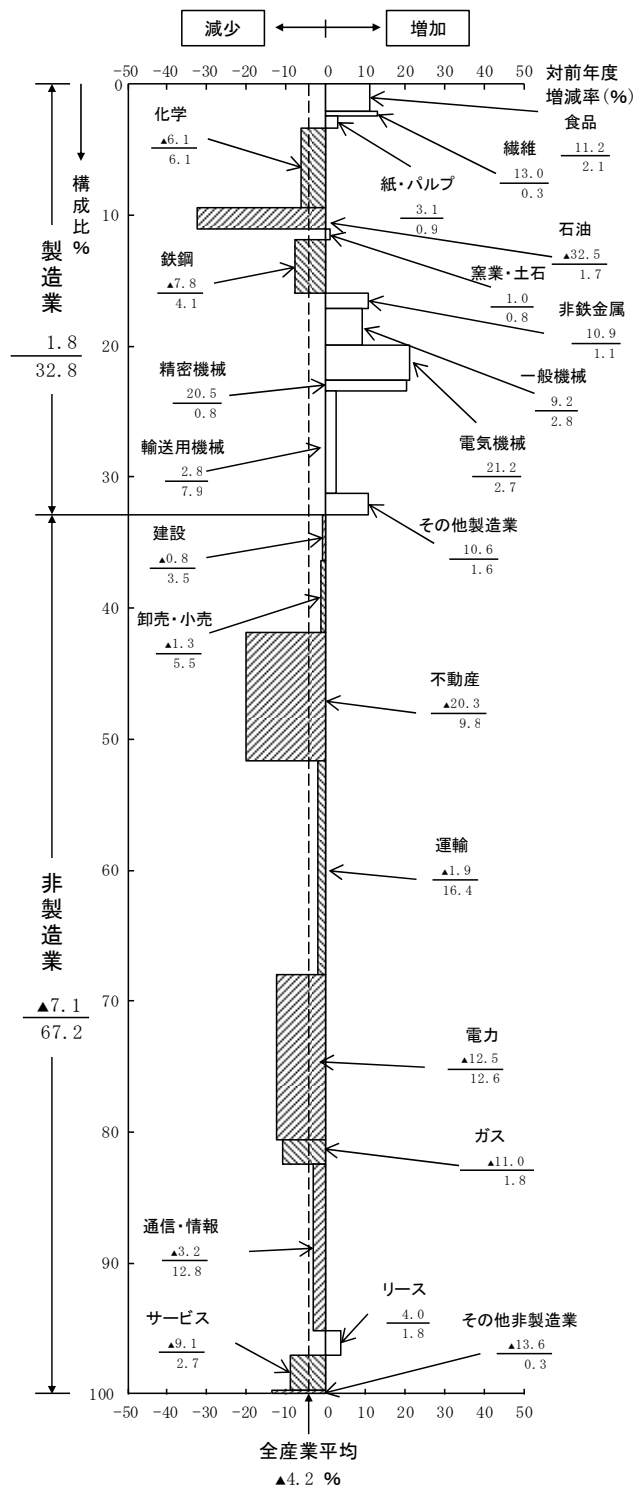 減少 増加
-50 -40 -30 -20 -10 0 10 20 30 40 50 対前年度
増減率(%)
0
食品
11.2
2.1
化学
▲6.1
6.1
繊維
13.0
0.3
紙・パルプ
3.1
0.9
構成比%
製造業
1.8
32.8
10
石油
▲32.5
1.7
鉄鋼
▲7.8
4.1
窯業・土石
1.0
0.8
非鉄金属
10.9
1.1
20
精密機械
20.5
0.8
一般機械
9.2
2.8
電気機械
21.2
2.7
輸送用機械
2.8
7.9
30
その他製造業
10.6
1.6
建設
▲0.8
3.5
40
卸売・小売
▲1.3
5.5
不動産
▲20.3
9.8
50
60
運輸
▲1.9
16.4
非製造業
▲7.1
67.2
70
電力
▲12.5
12.6
80
ガス
▲11.0
1.8
通信・情報
▲3.2
12.8
90
リース
4.0
1.8
サービス
▲9.1
2.7
その他非製造業
▲13.6
0.3
100
-50 -40 -30 -20 -10 0 10 20 30 40 50
全産業平均
▲4.2 %